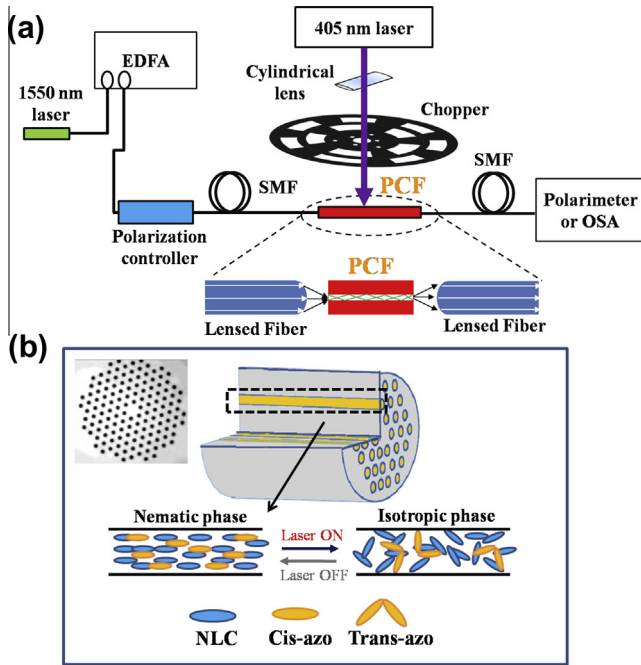 (a)
405 nm laser
EDFA
1550 nm
laser
Cylindrical
lens
Chopper
SMF
SMF
PCF
Polarization
controller
Polarimeter
or OSA
PCF
Lensed Fiber
Lensed Fiber
(b)
Nematic phase
Isotropic phase
Laser ON
Laser OFF
NLC
Cis-azo
Trans-azo